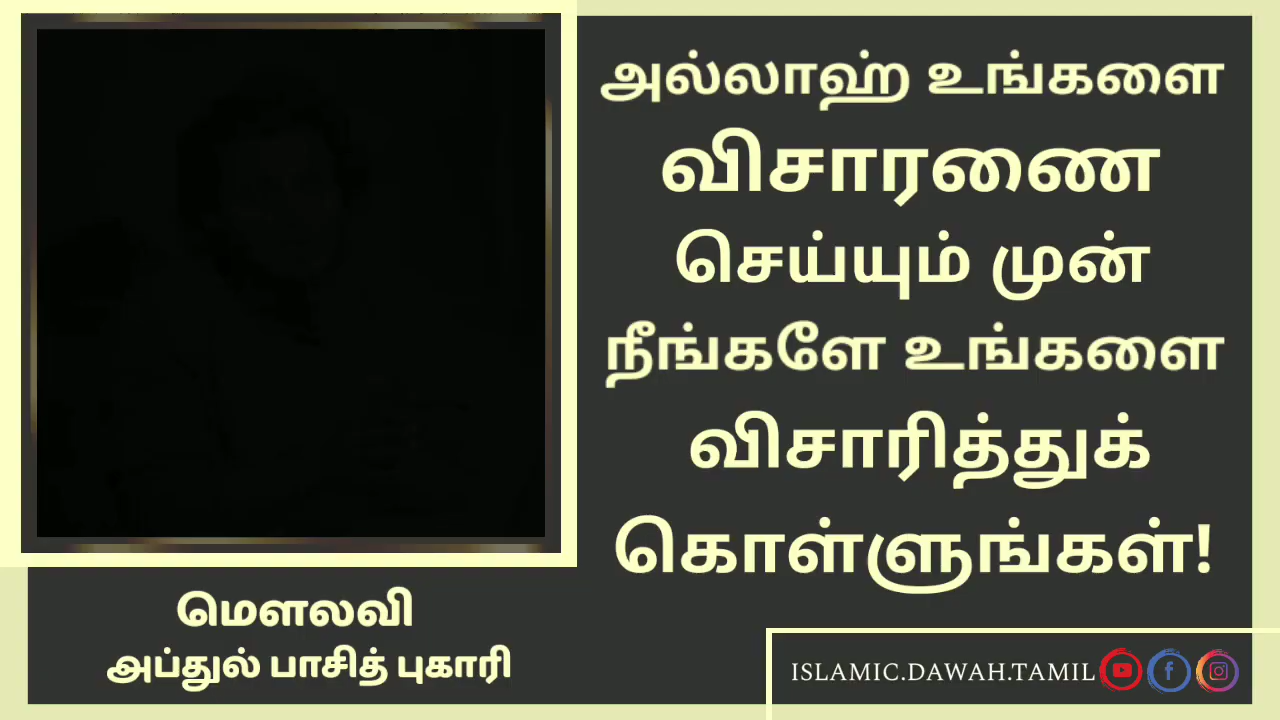 அல்லாஹ் உங்களை
விசாரணை
செய்யும் முன்
நீங்களே உங்களை
விசாரித்துக்
கொள்ளுங்கள்!
மௌலவி
அப்துல் பாசித் புகாரி
ISLAMIC.DAWAH.TAMIL